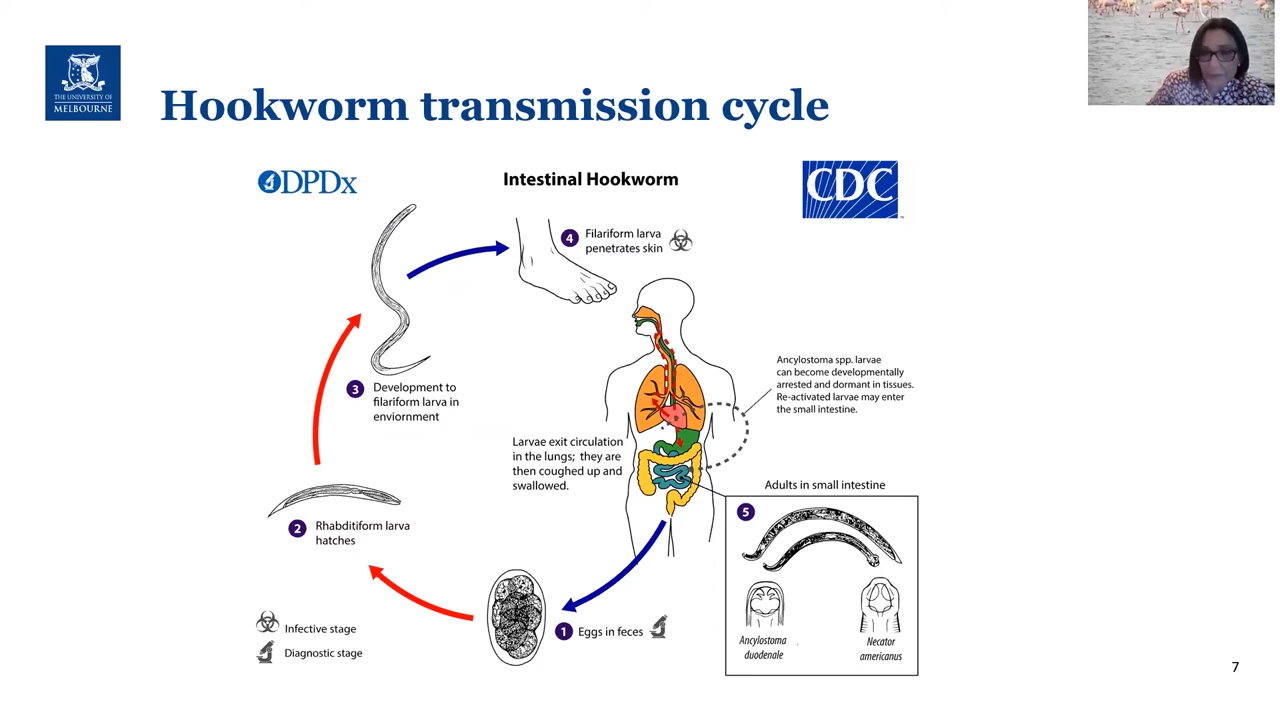 THE UNIVERSITY OF
MELBOURNE
Hookworm transmission cycle
DPDx
Intestinal Hookworm
CDC
TM
4
Filariform larva
penetrates skin
Ancylostoma spp. larvae
can become developmentally
arrested and dormant in tissues.
Re-activated larvae may enter
the small intestine.
3
Development to
filariform larva in
enviornment
Larvae exit circulation
in the lungs; they are
then coughed up and
swallowed.
Adults in small intestine
5
2
Rhabditiform larva
hatches
Infective stage
1
Eggs in feces
Diagnostic stage
Ancylostoma
duodenale
Necator
americanus
7